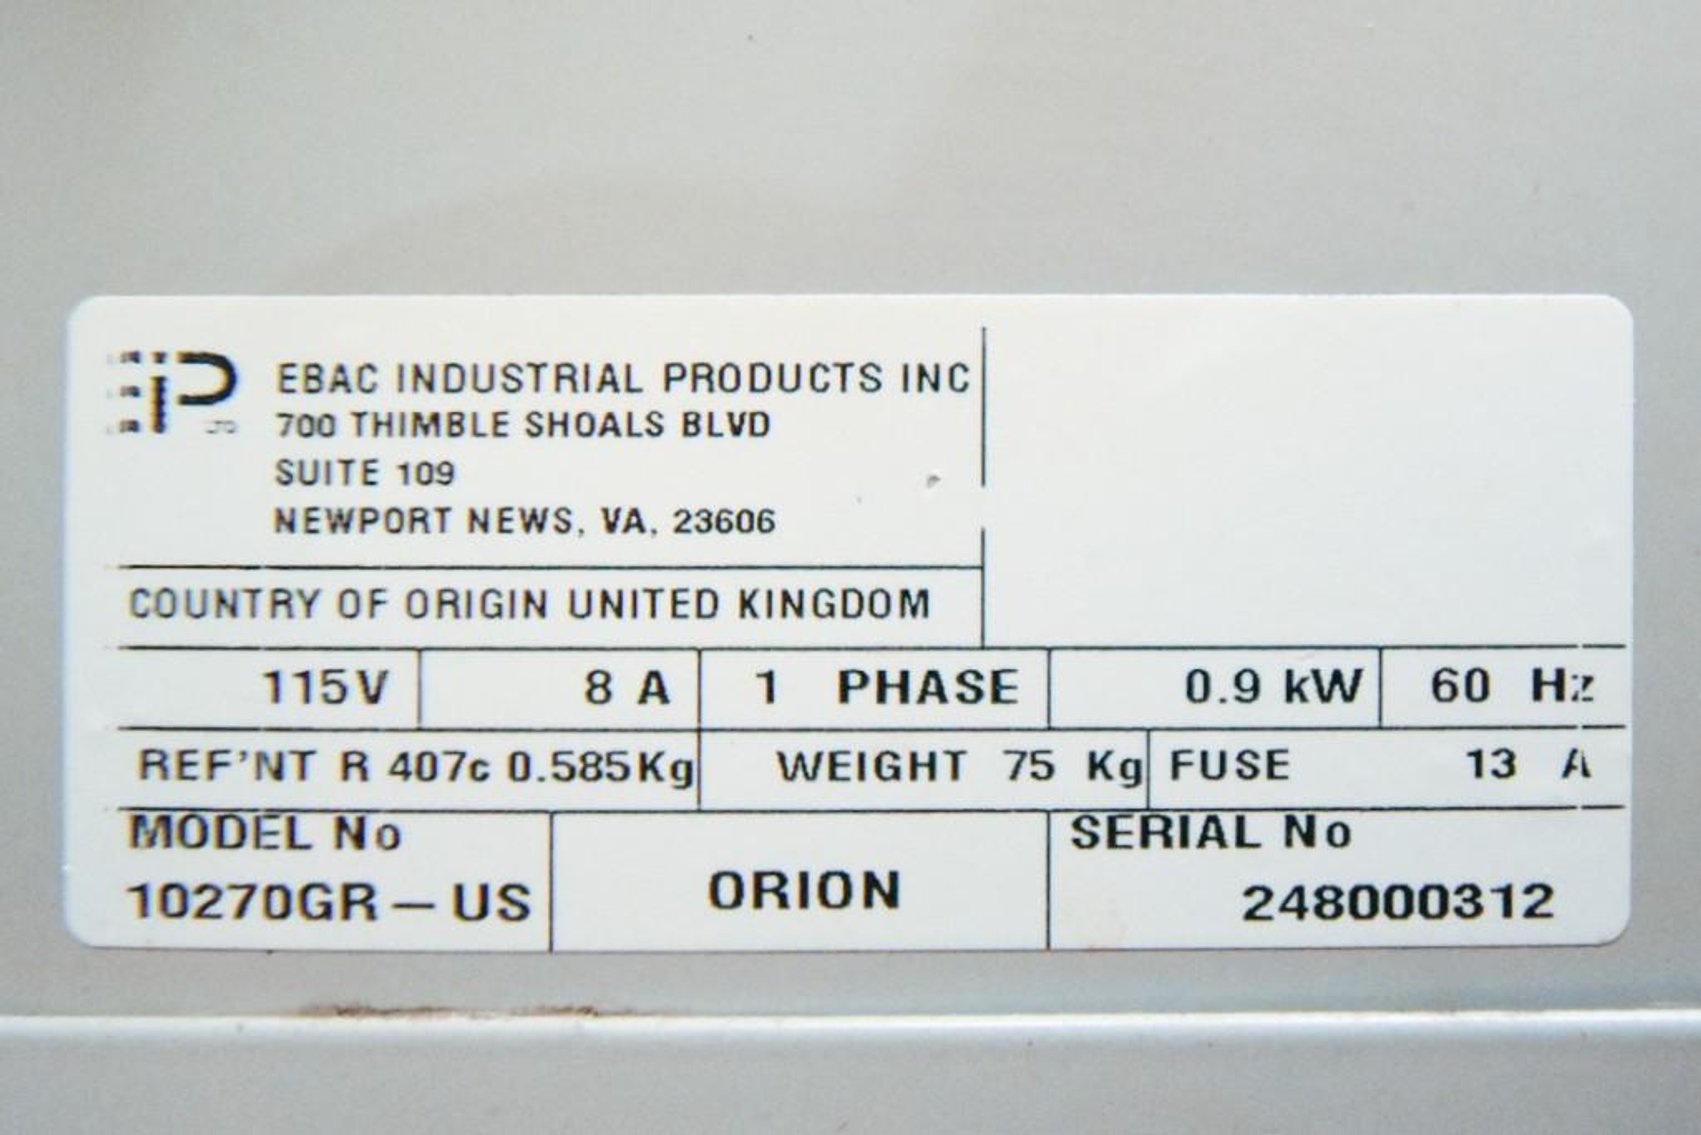 EIP
EBAC INDUSTRIAL PRODUCTS INC
700 THIMBLE SHOALS BLVD
SUITE 109
NEWPORT NEWS, VA, 23606
COUNTRY OF ORIGIN UNITED KINGDOM
115V 8 A 1 PHASE 0.9 kW 60 Hz
REF'NT R 407c 0.585Kg WEIGHT 75 Kg FUSE 13 A
MODEL No SERIAL No
10270GR – US ORION 248000312